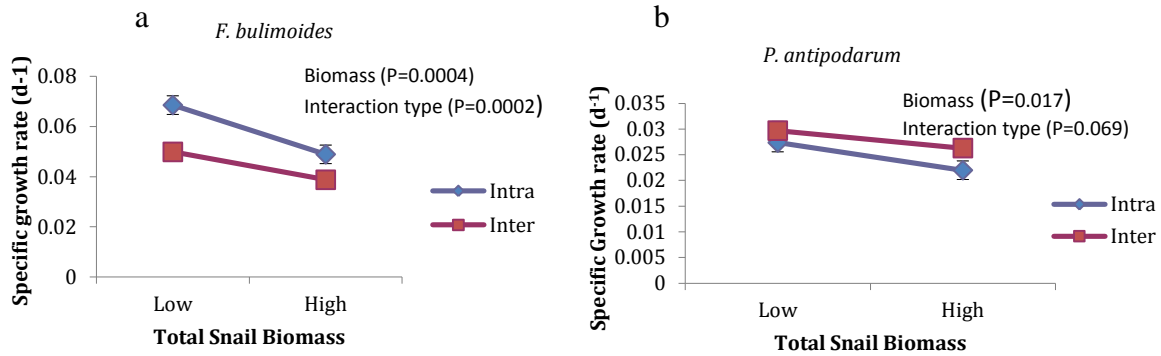 a
F. bulimoides
Specific growth rate (d-1)
0.08
0.06
0.04
0.02
0
Biomass (P=0.0004)
Interaction type (P=0.0002)
Intra
Inter
Low High
Total Snail Biomass
b
P. antipodarum
Specific Growth rate (d-1)
0.035
0.03
0.025
0.02
0.015
0.01
0.005
0
Biomass (P=0.017)
Interaction type (P=0.069)
Intra
Inter
Low High
Total Snail Biomass